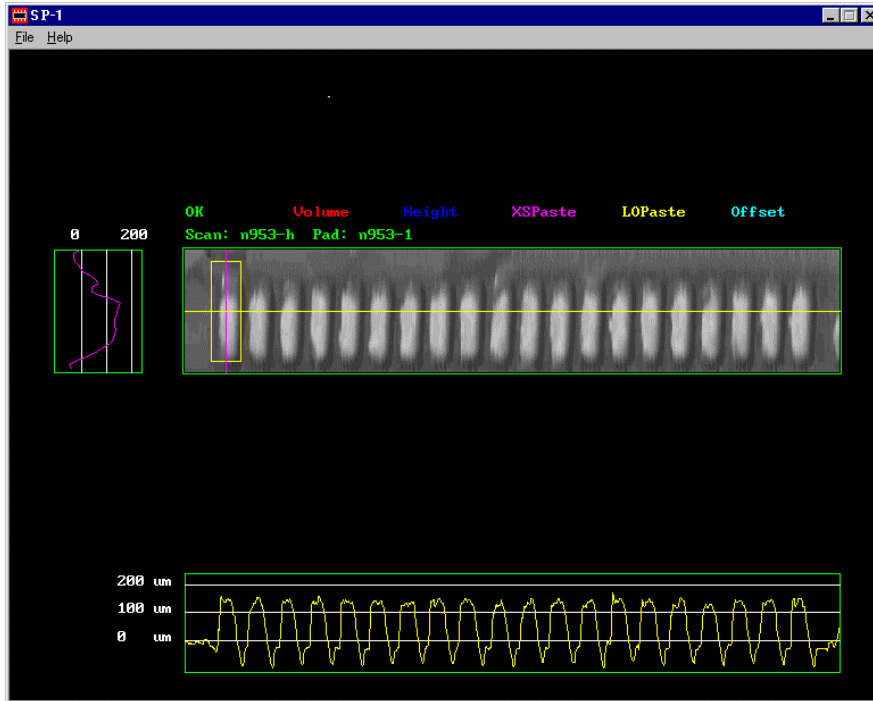 SP-1
File Help
OK Volume Height XSPaste LOPaste Offset
0 200 Scan: n953-h Pad: n953-1
200 um
100 um
0 um